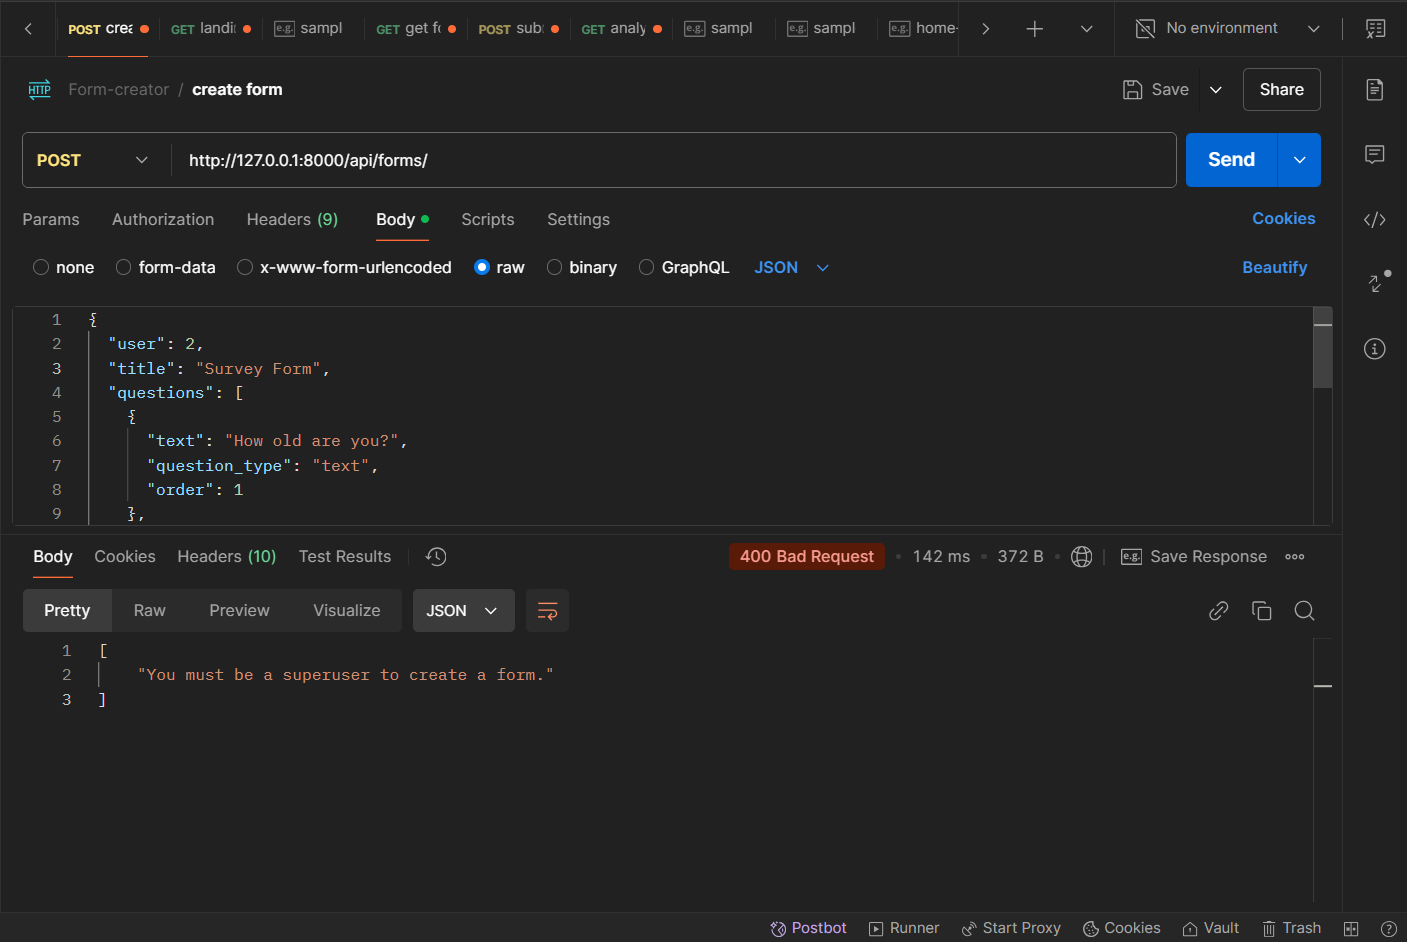 POST crea GET landi e.g. sampl GET get fo POST subm GET analy e.g. sampl e.g. sampl e.g. home- No environment
HTTP Form-creator / create form Save Share
POST http://127.0.0.1:8000/api/forms/ Send
Params Authorization Headers (9) Body Scripts Settings Cookies
none form-data x-www-form-urlencoded raw binary GraphQL JSON Beautify
1 {
2 "user": 2,
3 "title": "Survey Form",
4 "questions": [
5 {
6 "text": "How old are you?",
7 "question_type": "text",
8 "order": 1
9 },
Body Cookies Headers (10) Test Results 400 Bad Request • 142 ms • 372 B • e.g. Save Response
Pretty Raw Preview Visualize JSON
1 [
2 "You must be a superuser to create a form."
3 ]
Postbot Runner Start Proxy Cookies Vault Trash